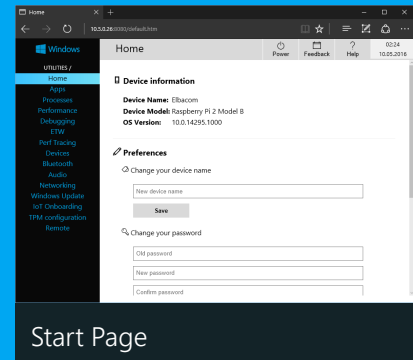 Home
10.5.0.26:8080/default.htm
Windows
Home
Power
Feedback
Help
02:24
10.05.2016
UTILITIES /
Home
Apps
Processes
Performance
Debugging
ETW
Perf Tracing
Devices
Bluetooth
Audio
Networking
Windows Update
IoT Onboarding
TPM configuration
Remote
Device information
Device Name: Elbacom
Device Model: Raspberry Pi 2 Model B
OS Version: 10.0.14295.1000
Preferences
Change your device name
New device name
Save
Change your password
Old password
New password
Confirm password
Start Page